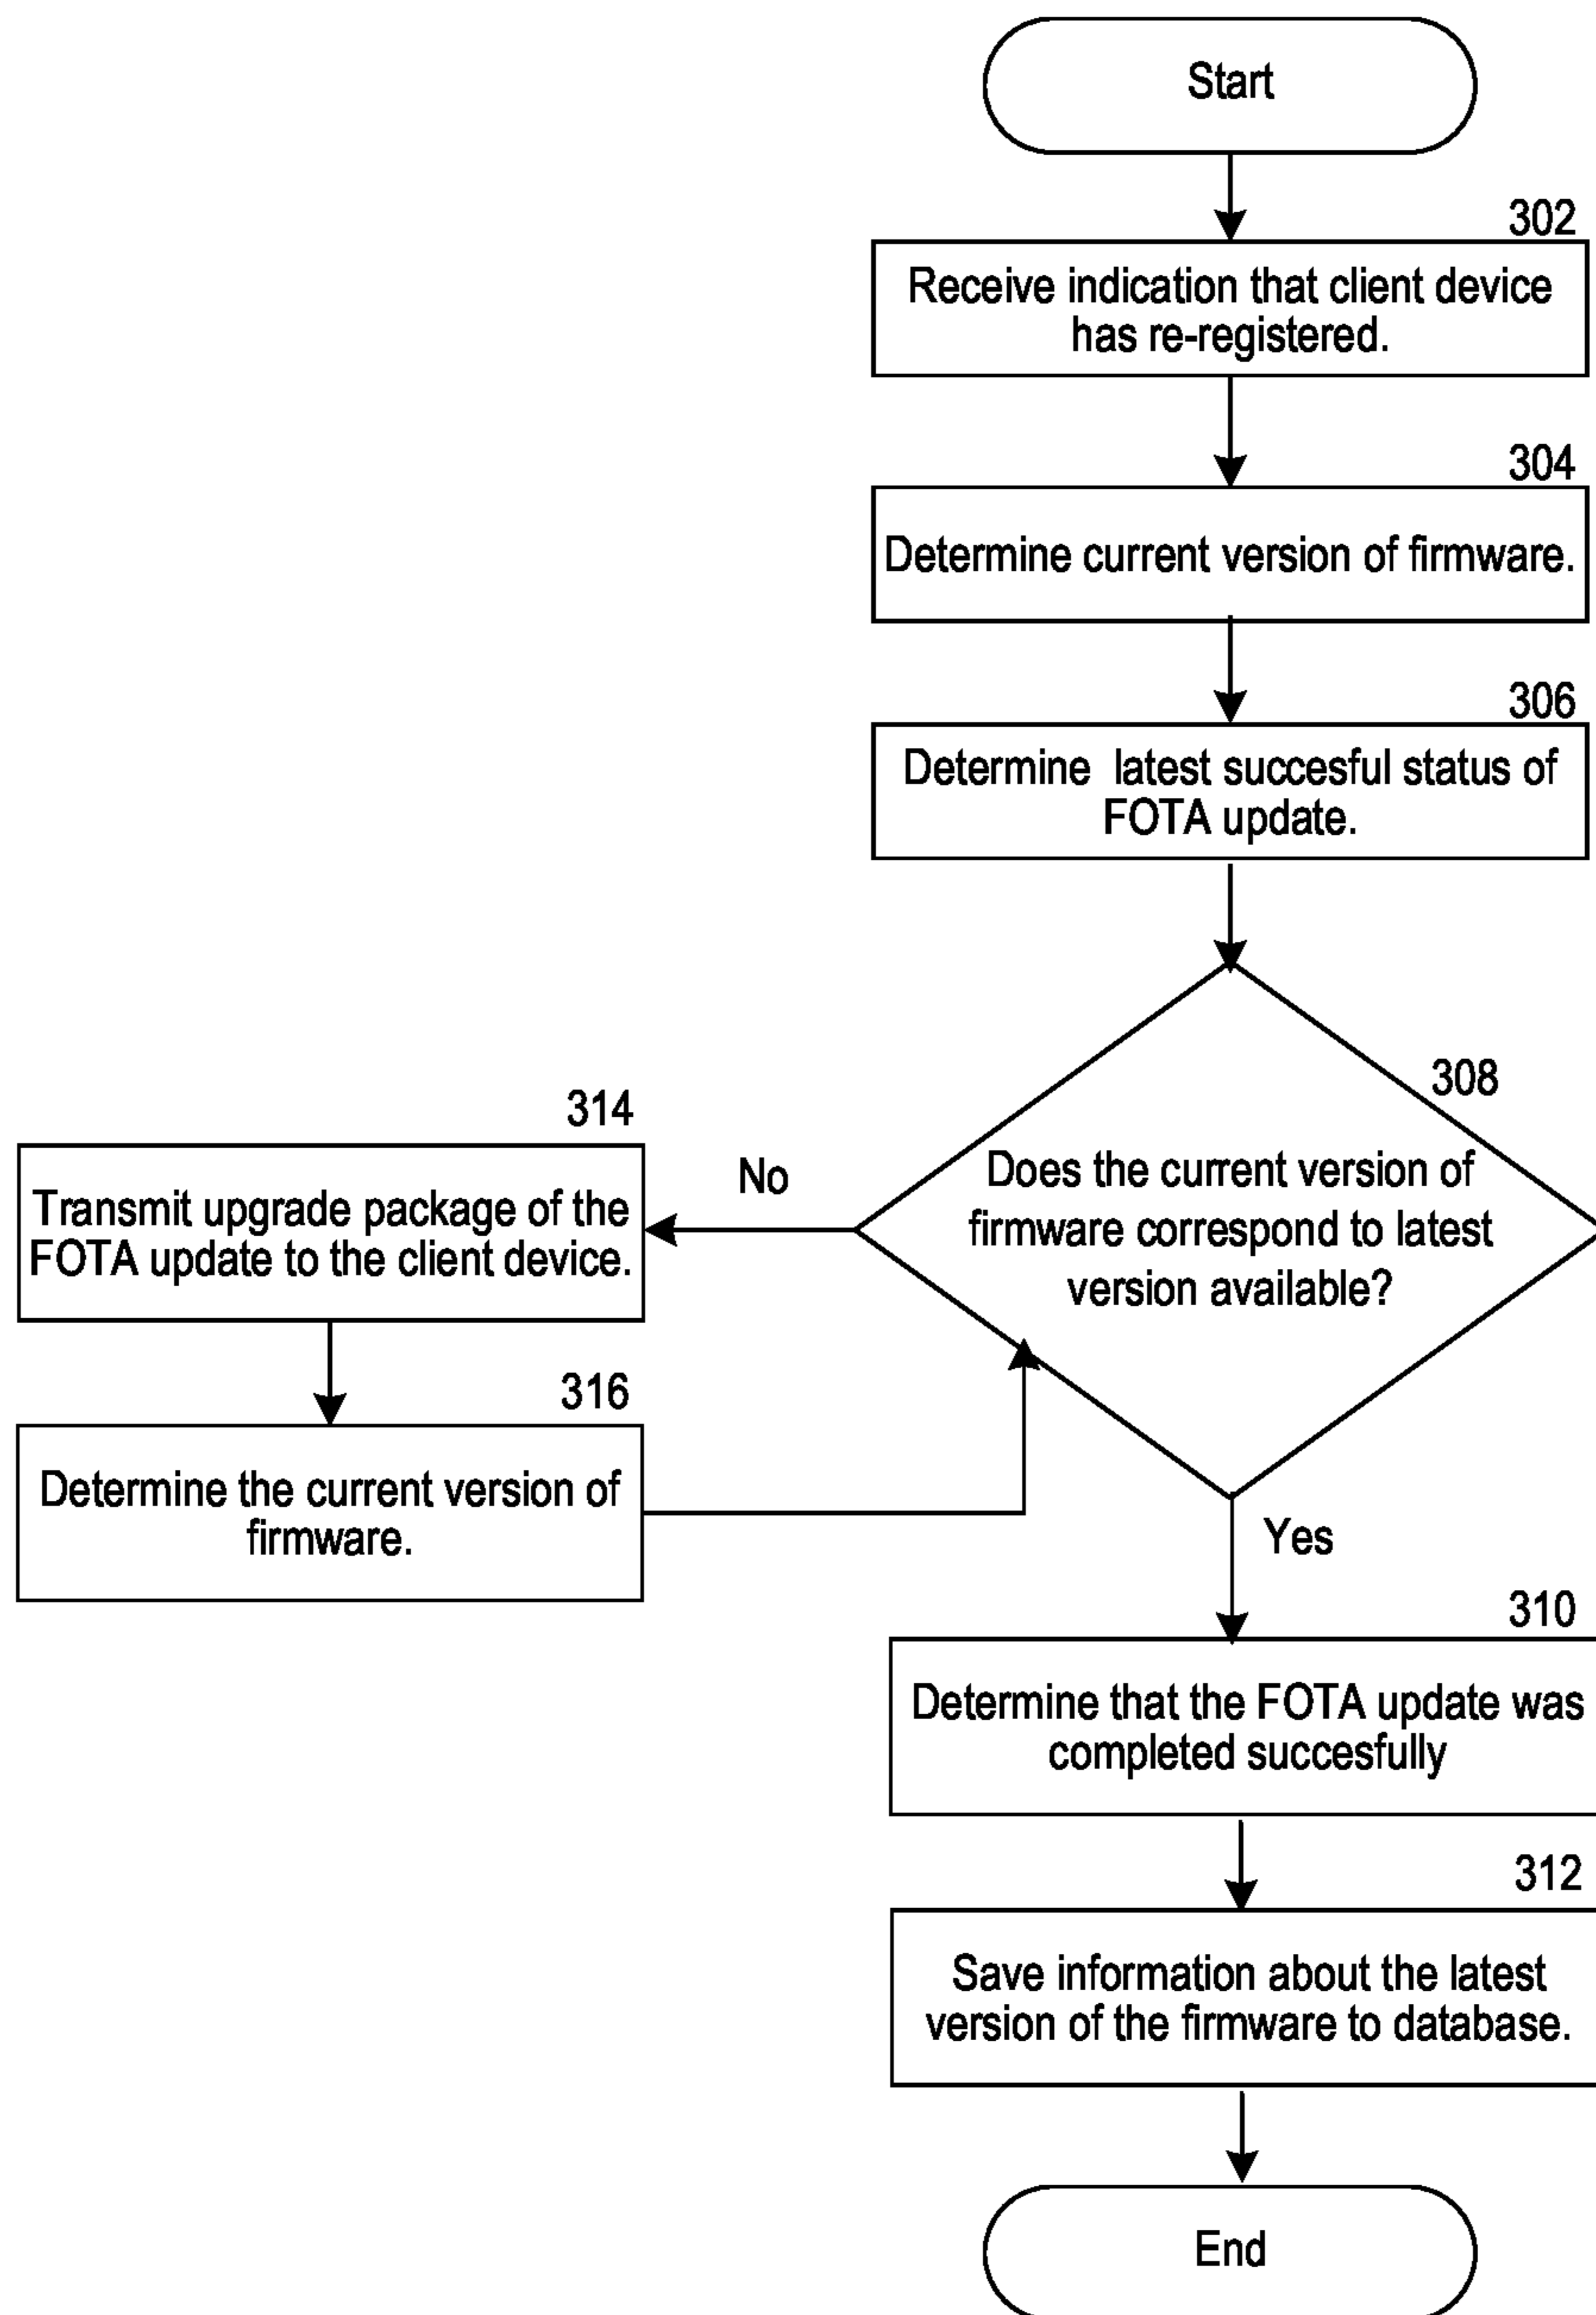 Start
302
Receive indication that client device
has re-registered.
304
Determine current version of firmware.
306
Determine latest succesful status of
FOTA update.
308
Does the current version of
firmware correspond to latest
version available?
No
314
Transmit upgrade package of the
FOTA update to the client device.
316
Determine the current version of
firmware.
Yes
310
Determine that the FOTA update was
completed succesfully
312
Save information about the latest
version of the firmware to database.
End